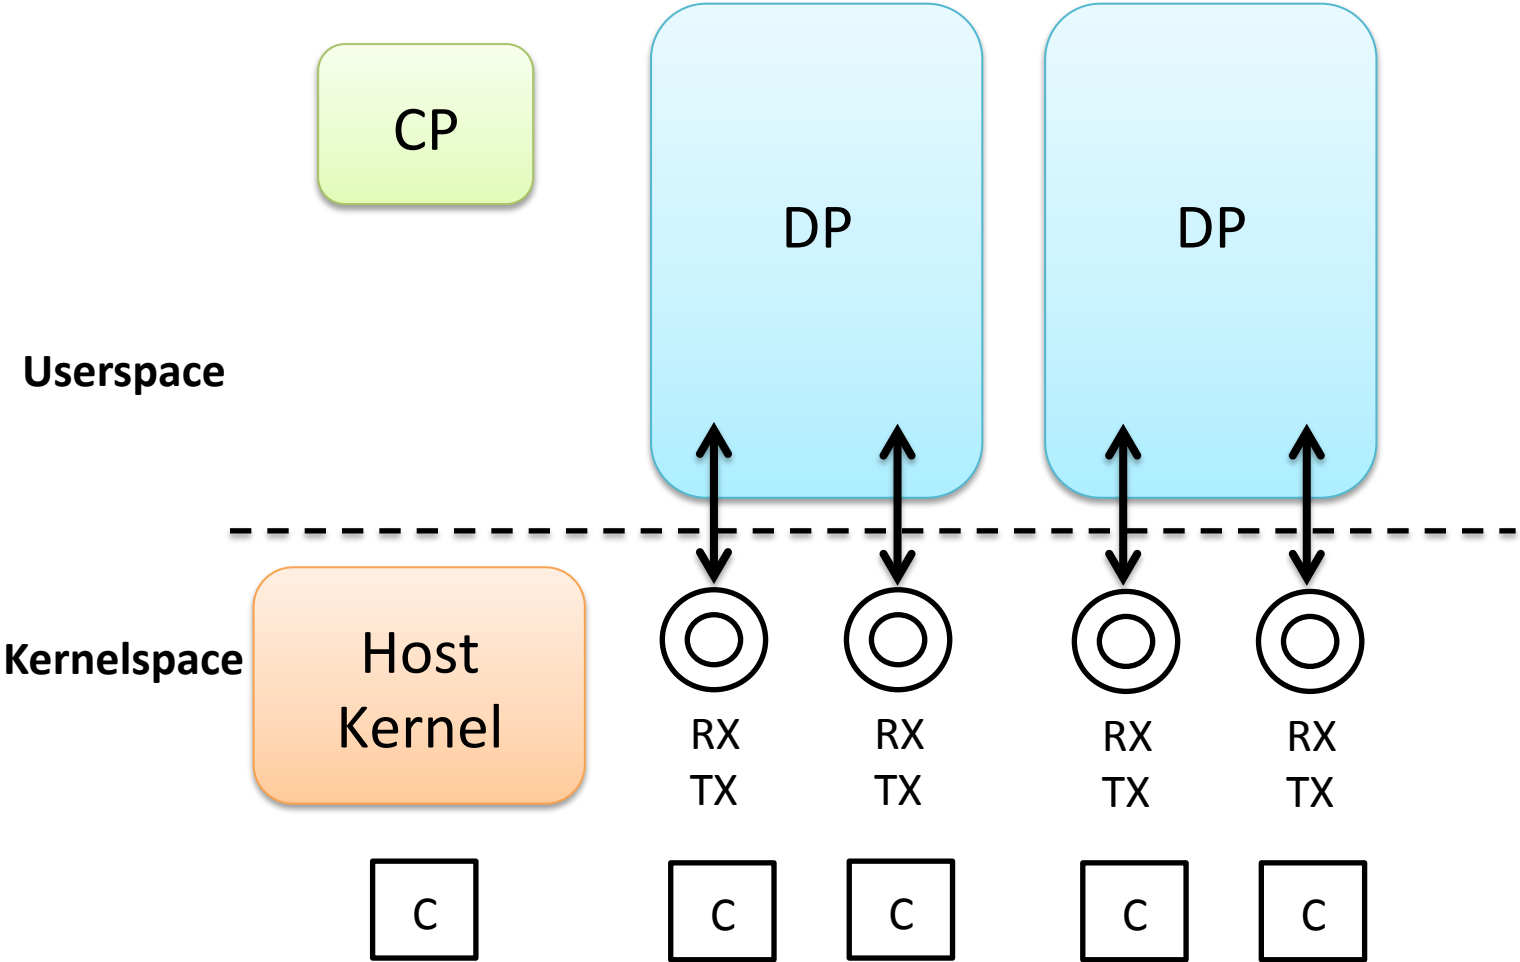 CP
DP
DP
Userspace
Kernelspace
Host
Kernel
RX
TX
RX
TX
RX
TX
RX
TX
C
C
C
C
C